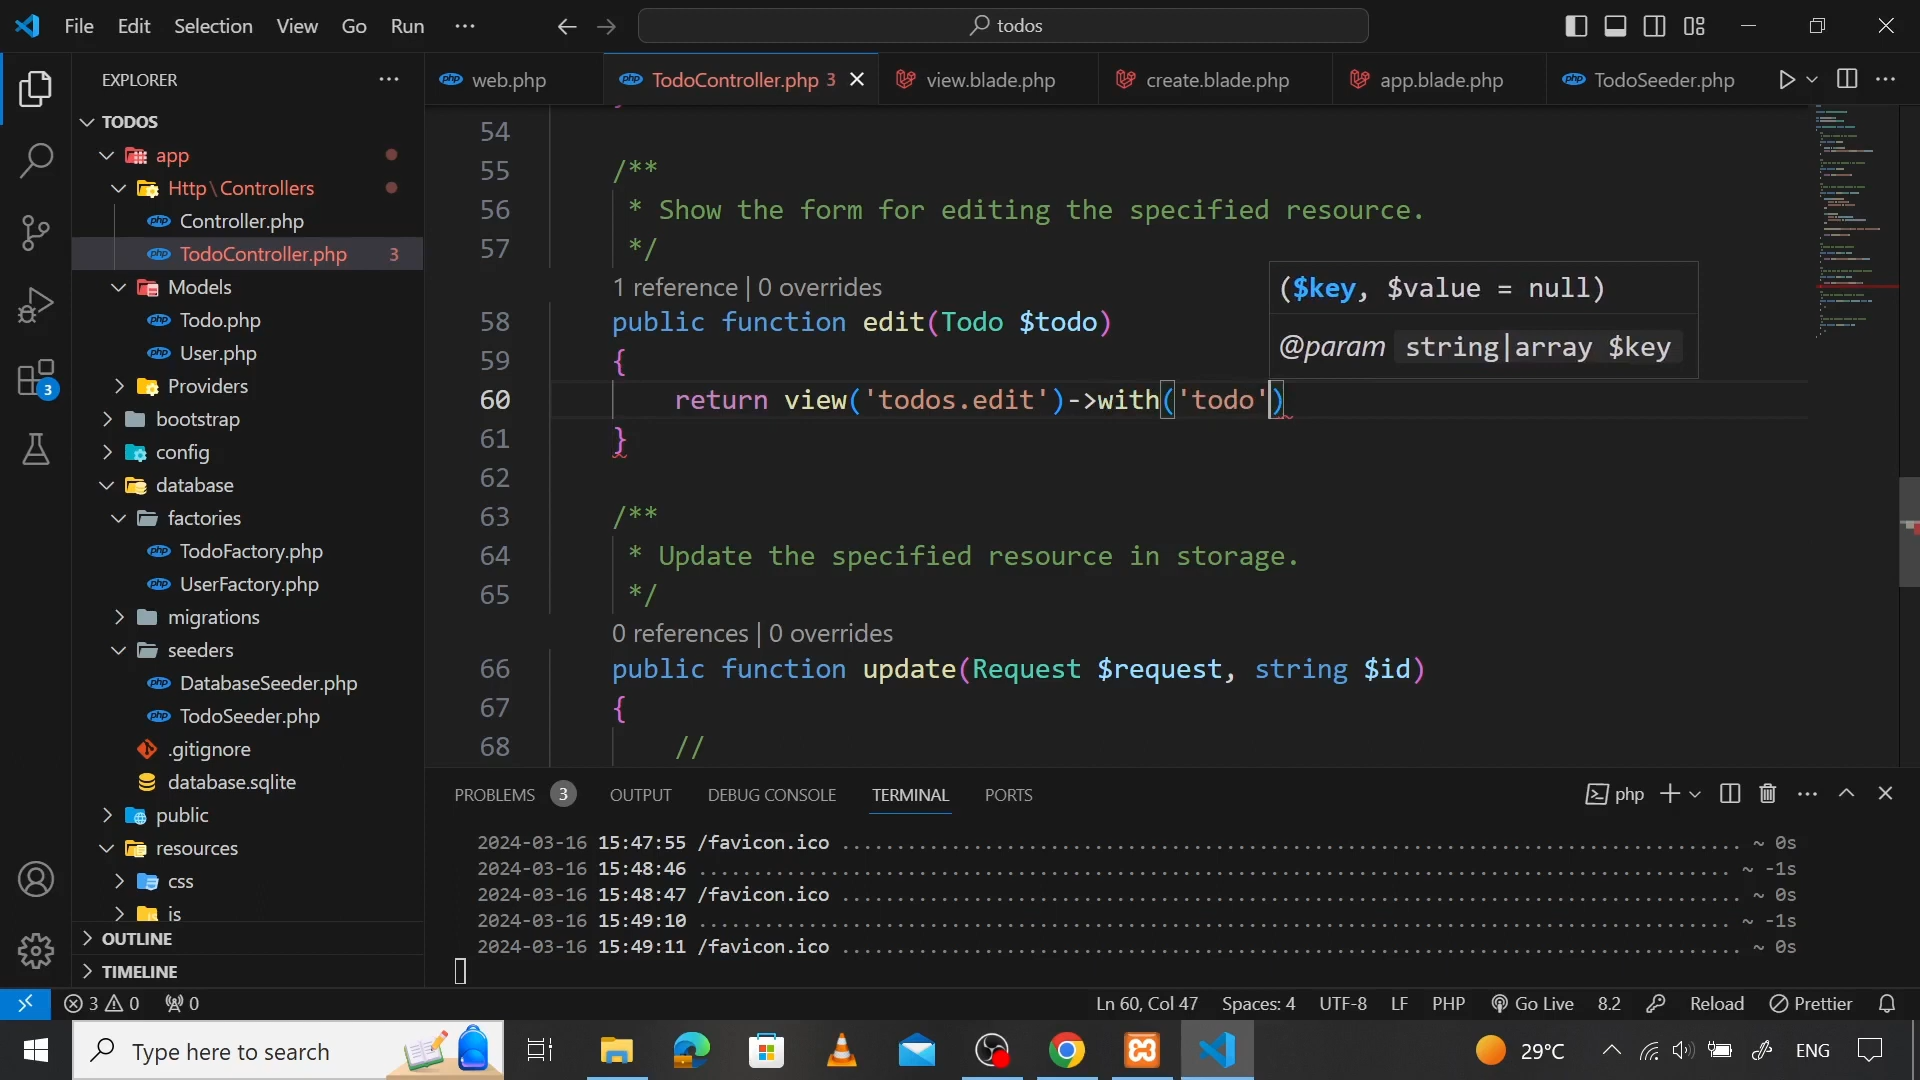 File Edit Selection View Go Run ···
todos
EXPLORER ···
web.php TodoController.php 3 view.blade.php create.blade.php app.blade.php TodoSeeder.php ···
TODOS
app
Http\Controllers
Controller.php
TodoController.php 3
Models
Todo.php
User.php
Providers
bootstrap
config
database
factories
TodoFactory.php
UserFactory.php
migrations
seeders
DatabaseSeeder.php
TodoSeeder.php
.gitignore
database.sqlite
public
resources
css
js
OUTLINE
TIMELINE
3
54
55 /**
56 * Show the form for editing the specified resource.
57 */
1 reference | 0 overrides
58 public function edit(Todo $todo)
59 {
60 return view('todos.edit')->with('todo')
61 }
62
63 /**
64 * Update the specified resource in storage.
65 */
0 references | 0 overrides
66 public function update(Request $request, string $id)
67 {
68 //
($key, $value = null)
@param string|array $key
PROBLEMS 3 OUTPUT DEBUG CONSOLE TERMINAL PORTS php ···
2024-03-16 15:47:55 /favicon.ico ........ ~ 0s
2024-03-16 15:48:46 ........ ~ -1s
2024-03-16 15:48:47 /favicon.ico ........ ~ 0s
2024-03-16 15:49:10 ........ ~ -1s
2024-03-16 15:49:11 /favicon.ico ........ ~ 0s
3 0 0 Ln 60, Col 47 Spaces: 4 UTF-8 LF PHP Go Live 8.2 Reload Prettier
Type here to search 29°C ENG